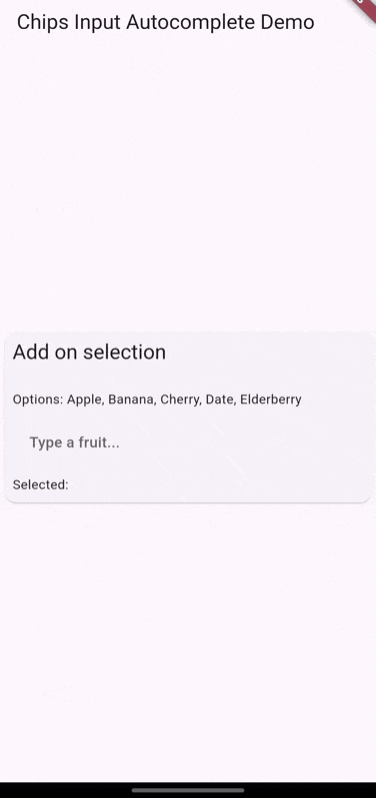 Chips Input Autocomplete Demo
Add on selection
Options: Apple, Banana, Cherry, Date, Elderberry
Type a fruit...
Selected: